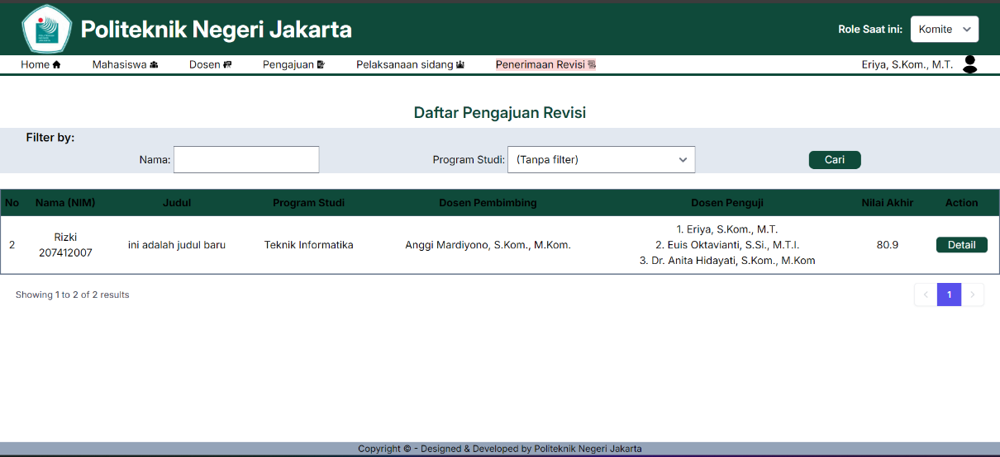 Politeknik Negeri Jakarta
Role Saat ini: Komite
Home Mahasiswa Dosen Pengajuan Pelaksanaan sidang Penerimaan Revisi Eriya, S.Kom., M.T.
Daftar Pengajuan Revisi
Filter by:
Nama: Program Studi: (Tanpa filter) Cari
No Nama (NIM) Judul Program Studi Dosen Pembimbing Dosen Penguji Nilai Akhir Action
2 Rizki 207412007 ini adalah judul baru Teknik Informatika Anggi Mardiyono, S.Kom., M.Kom. 1. Eriya, S.Kom., M.T.
2. Euis Oktavianti, S.Si., M.T.I.
3. Dr. Anita Hidayati, S.Kom., M.Kom 80.9 Detail
Showing 1 to 2 of 2 results
< 1 >
Copyright © - Designed & Developed by Politeknik Negeri Jakarta